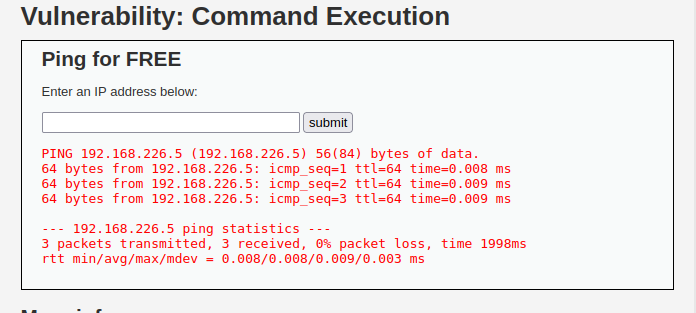 Vulnerability: Command Execution
Ping for FREE
Enter an IP address below:
submit
PING 192.168.226.5 (192.168.226.5) 56(84) bytes of data.
64 bytes from 192.168.226.5: icmp_seq=1 ttl=64 time=0.008 ms
64 bytes from 192.168.226.5: icmp_seq=2 ttl=64 time=0.009 ms
64 bytes from 192.168.226.5: icmp_seq=3 ttl=64 time=0.009 ms
--- 192.168.226.5 ping statistics ---
3 packets transmitted, 3 received, 0% packet loss, time 1998ms
rtt min/avg/max/mdev = 0.008/0.008/0.009/0.003 ms